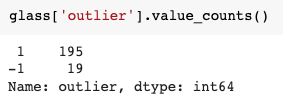 glass['outlier'].value_counts()
 1    195
-1     19
Name: outlier, dtype: int64